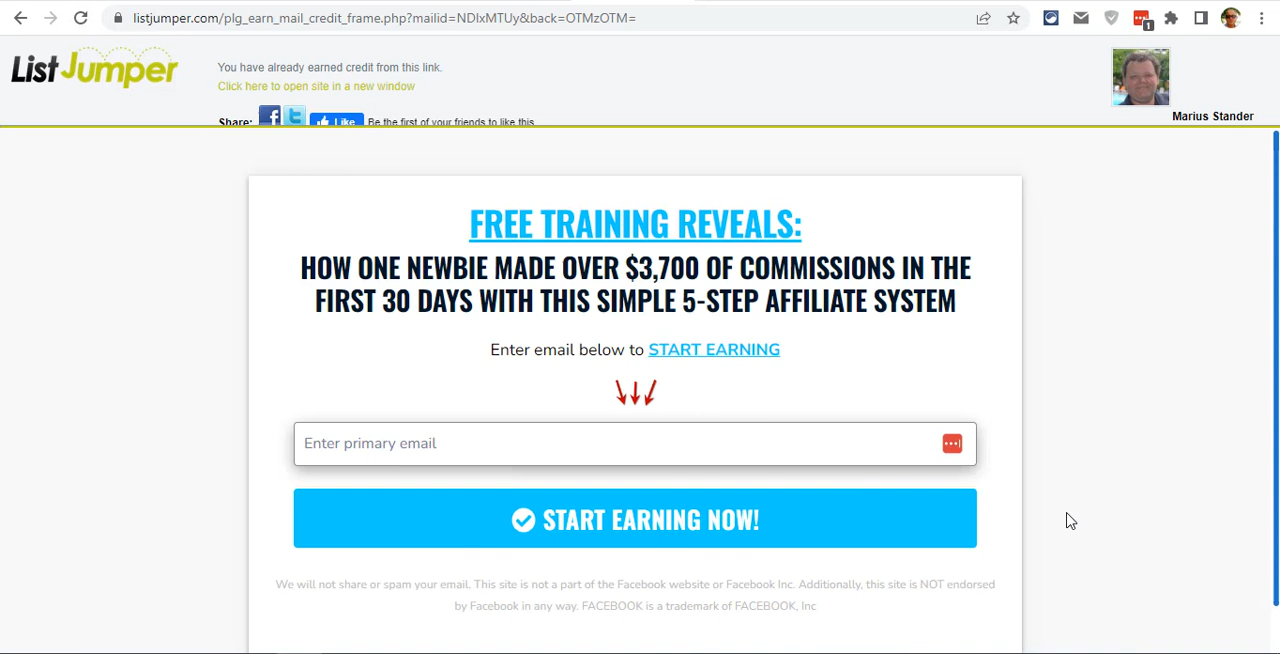 listjumper.com/plg_earn_mail_credit_frame.php?mailid=NDIxMTUy&back=OTMzOTM=
1
List Jumper
You have already earned credit from this link.
Click here to open site in a new window
Share:
f
t
Like
Be the first of your friends to like this
Marius Stander
FREE TRAINING REVEALS:
HOW ONE NEWBIE MADE OVER $3,700 OF COMMISSIONS IN THE
FIRST 30 DAYS WITH THIS SIMPLE 5-STEP AFFILIATE SYSTEM
Enter email below to START EARNING
Enter primary email
START EARNING NOW!
We will not share or spam your email. This site is not a part of the Facebook website or Facebook Inc. Additionally, this site is NOT endorsed
by Facebook in any way. FACEBOOK is a trademark of FACEBOOK, Inc